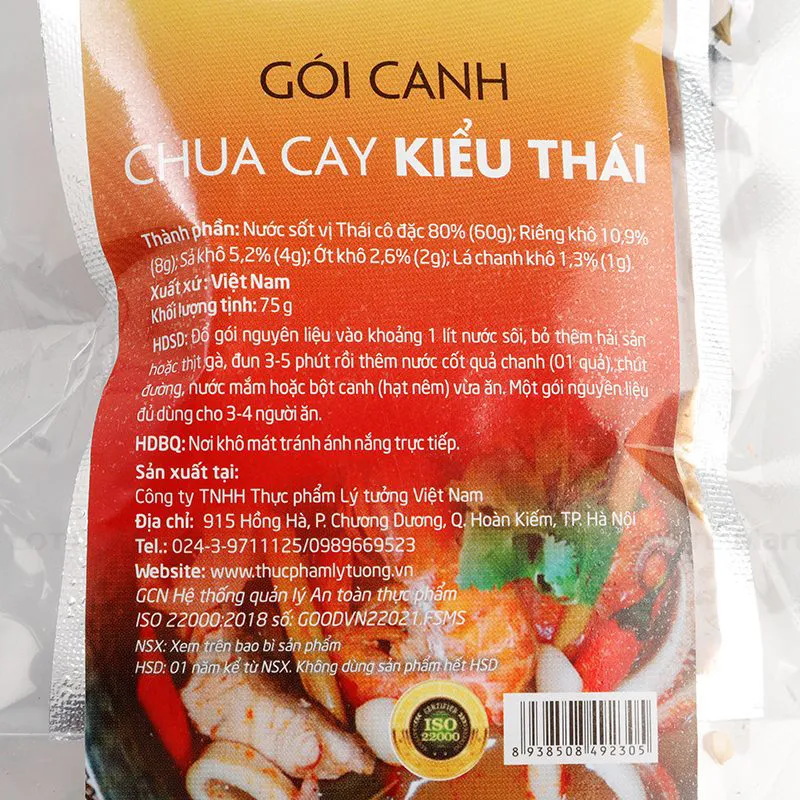 GÓI CANH
CHUA CAY KIỂU THÁI
Thành phần: Nước sốt vị Thái cô đặc 80% (60g); Riềng khô 10,9%
(8g); Sả khô 5,2% (4g); Ớt khô 2,6% (2g); Lá chanh khô 1,3% (1g).
Xuất xứ: Việt Nam
Khối lượng tịnh: 75 g
HDSD: Đổ gói nguyên liệu vào khoảng 1 lít nước sôi, bỏ thêm hải sản
hoặc thịt gà, đun 3-5 phút rồi thêm nước cốt quả chanh (01 quả), chút
đường, nước mắm hoặc bột canh (hạt nêm) vừa ăn. Một gói nguyên liệu
đủ dùng cho 3-4 người ăn.
HDBQ: Nơi khô mát tránh ánh nắng trực tiếp.
Sản xuất tại:
Công ty TNHH Thực phẩm Lý tưởng Việt Nam
Địa chỉ: 915 Hồng Hà, P. Chương Dương, Q. Hoàn Kiếm, TP. Hà Nội
Tel.: 024-3-9711125/0989669523
Website: www.thucphamlytuong.vn
GCN Hệ thống quản lý An toàn thực phẩm
ISO 22000:2018 số: GOODVN22021.FSMS
NSX: Xem trên bao bì sản phẩm
HSD: 01 năm kể từ NSX. Không dùng sản phẩm hết HSD
ISO
22000
8 938508 492305